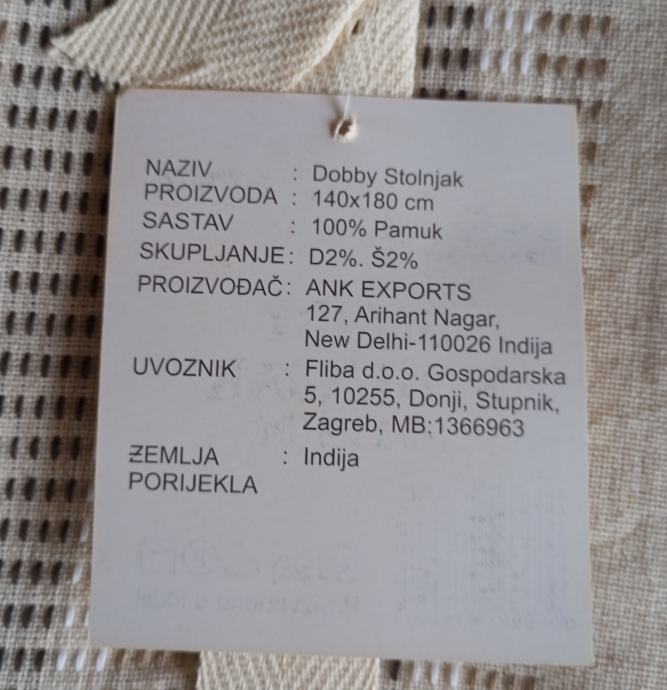 NAZIV : Dobby Stolnjak
PROIZVODA : 140x180 cm
SASTAV : 100% Pamuk
SKUPLJANJE: D2%. Š2%
PROIZVOĐAČ: ANK EXPORTS
127, Arihant Nagar,
New Delhi-110026 Indija
UVOZNIK : Fliba d.o.o. Gospodarska
5, 10255, Donji, Stupnik,
Zagreb, MB:1366963
ZEMLJA : Indija
PORIJEKLA